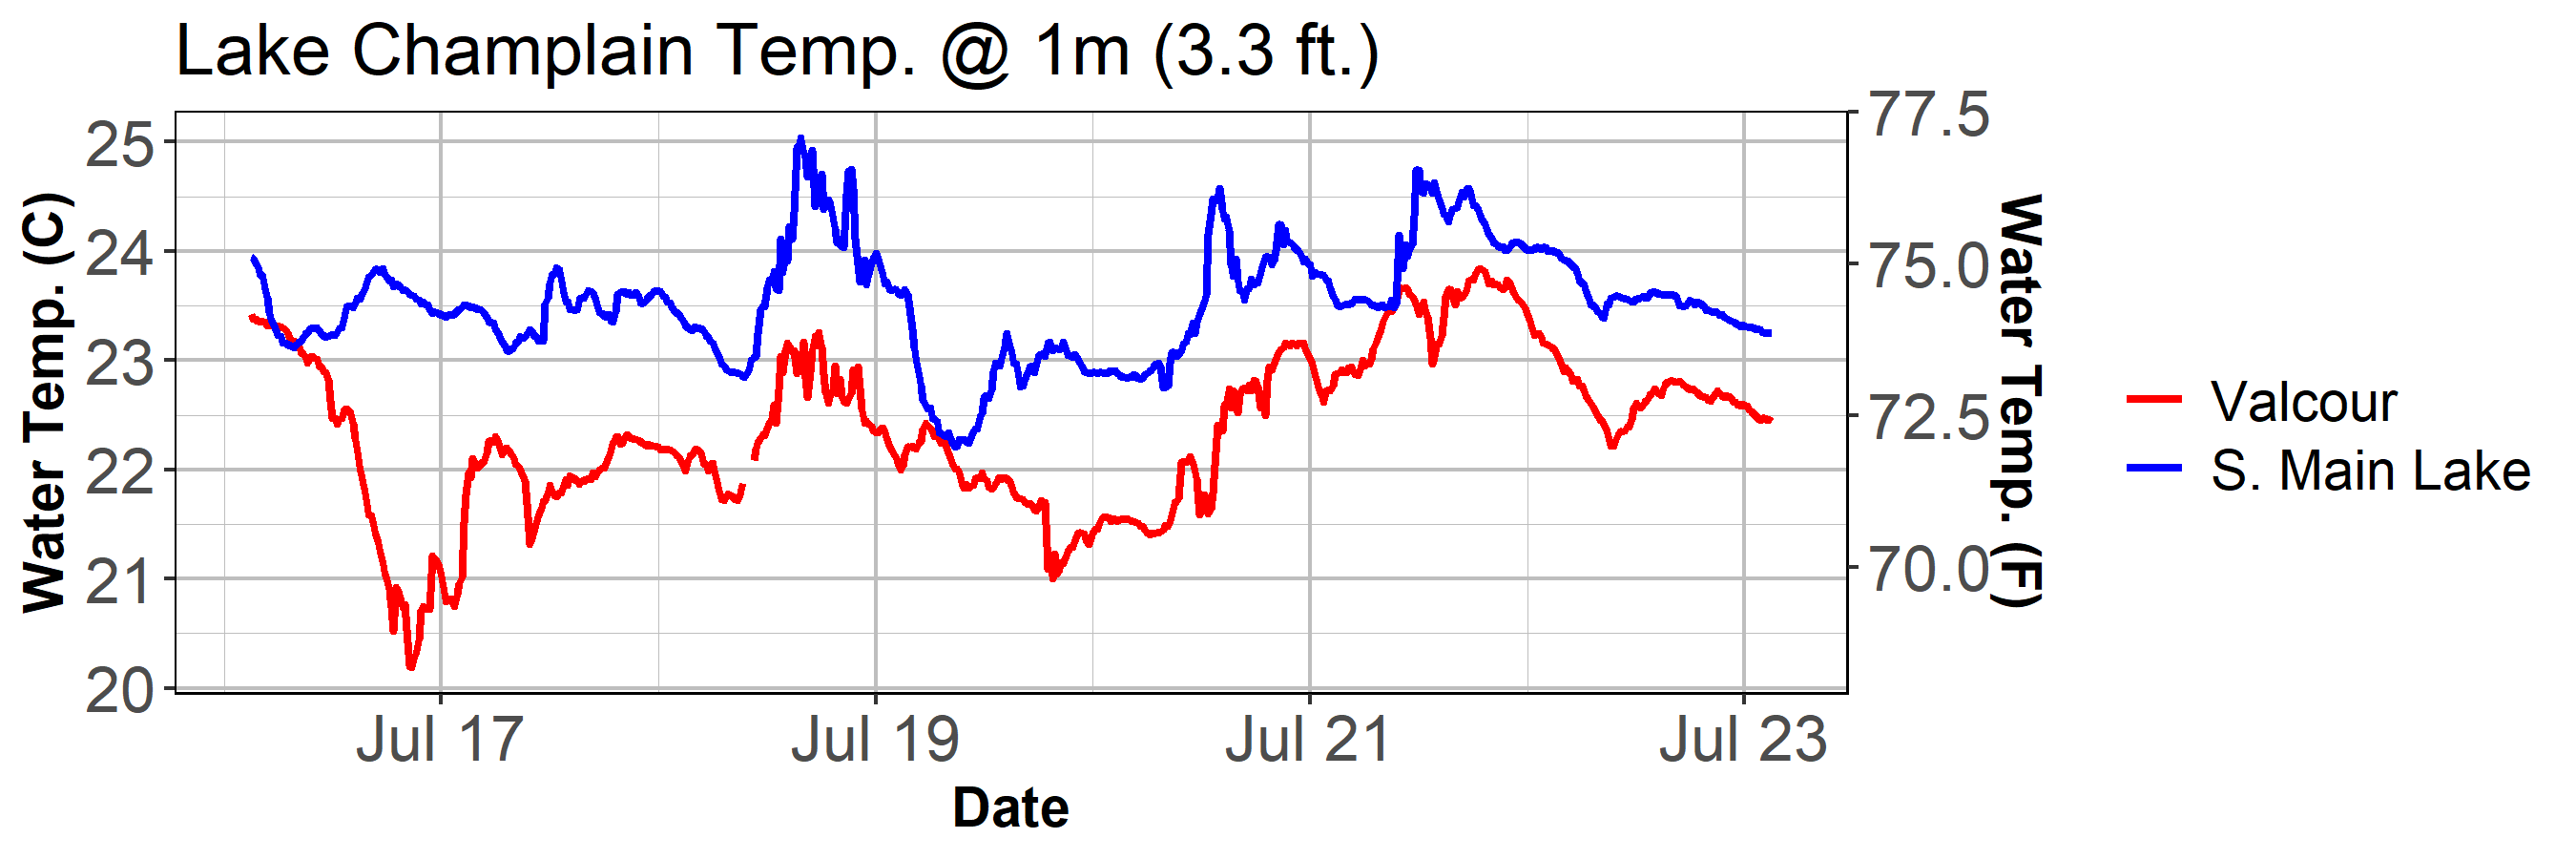 Lake Champlain Temp. @ 1m (3.3 ft.)
Water Temp. (C)
25
24
23
22
21
20
77.5
75.0
72.5
70.0
Water Temp. (F)
Jul 17
Jul 19
Jul 21
Jul 23
Date
Valcour
S. Main Lake